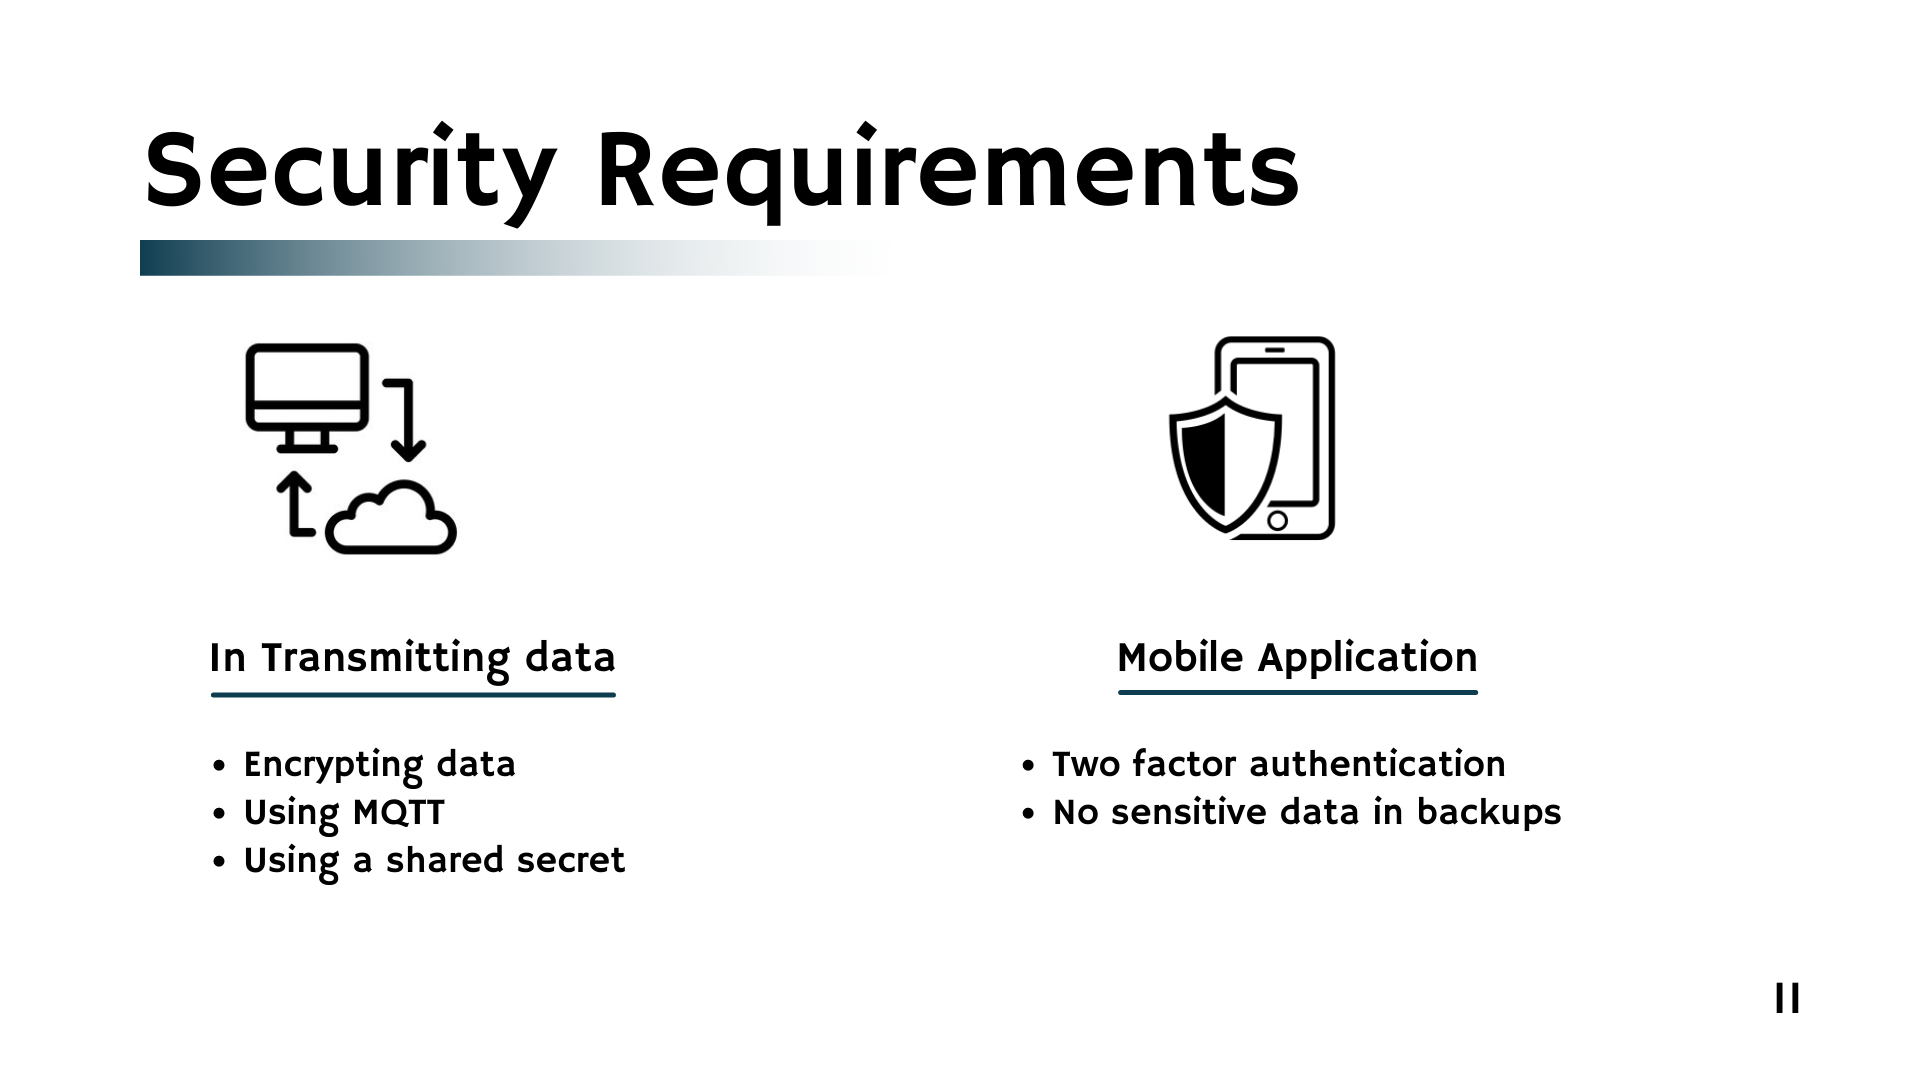 Security Requirements
In Transmitting data
• Encrypting data
• Using MQTT
• Using a shared secret
Mobile Application
• Two factor authentication
• No sensitive data in backups
11